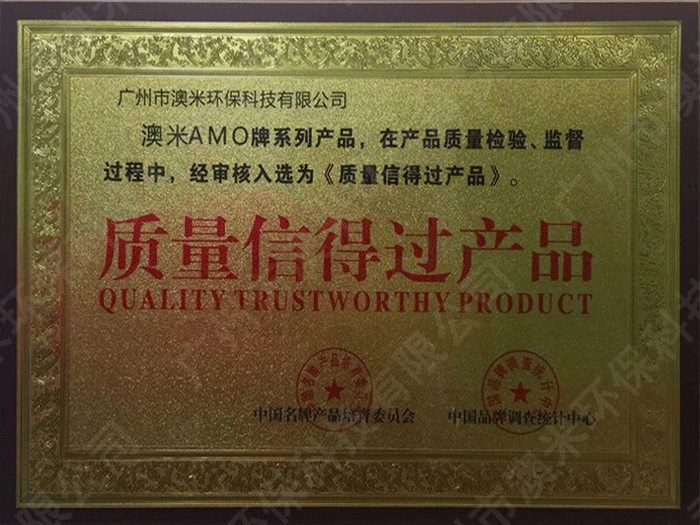 广州市澳米环保科技有限公司
澳米AMO牌系列产品，在产品质量检验、监督
过程中，经审核入选为《质量信得过产品》。
质量信得过产品
QUALITY TRUSTWORTHY PRODUCT
中国名牌产品培育委员会
中国品牌调查统计中心